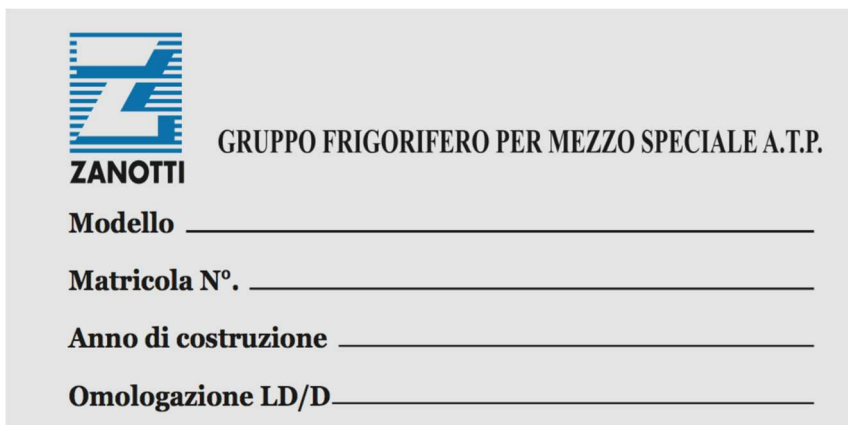 ZANOTTI
GRUPPO FRIGORIFERO PER MEZZO SPECIALE A.T.P.
Modello
Matricola N°.
Anno di costruzione
Omologazione LD/D